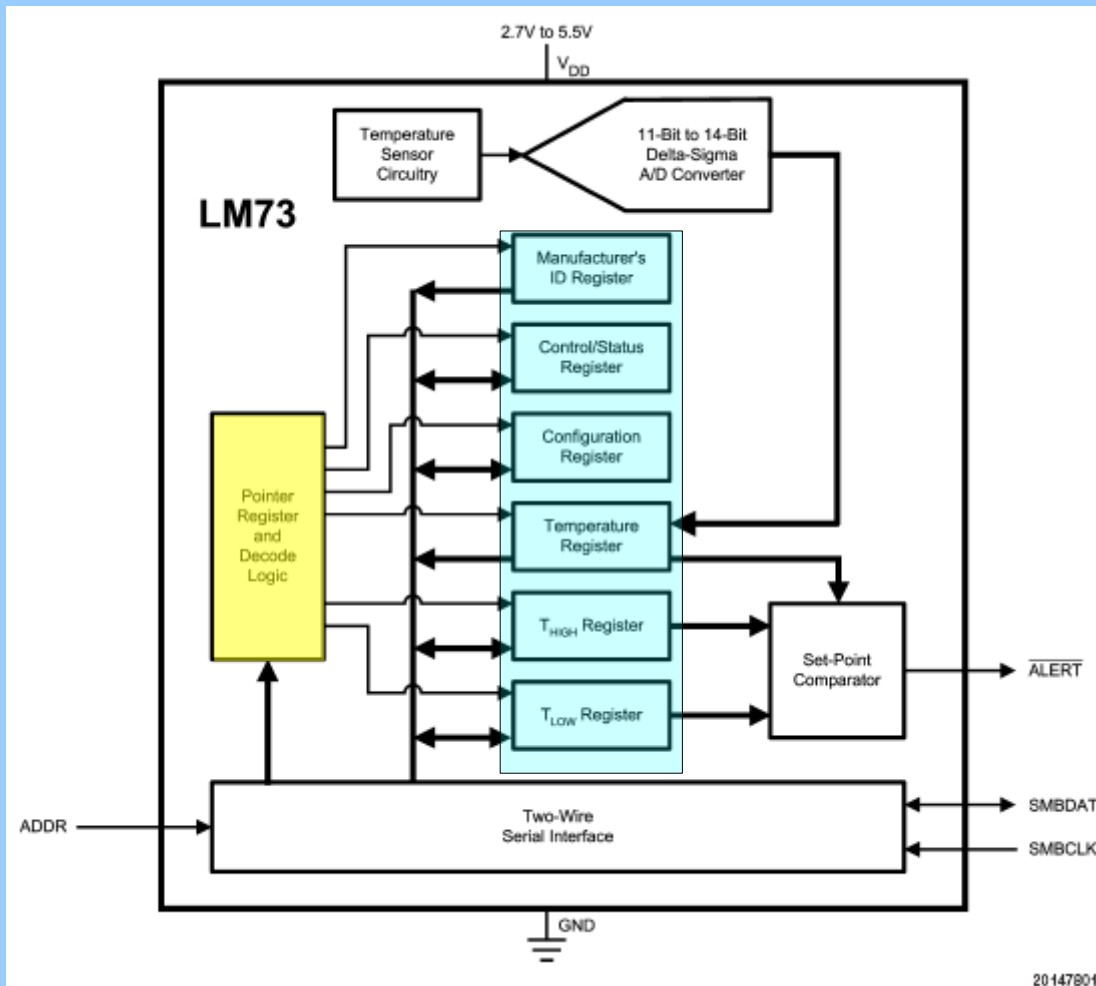 2.7V to 5.5V
VDD
Temperature
Sensor
Circuitry
11-Bit to 14-Bit
Delta-Sigma
A/D Converter
LM73
Manufacturer's
ID Register
Control/Status
Register
Configuration
Register
Pointer
Register
and
Decode
Logic
Temperature
Register
THIGH Register
Set-Point
Comparator
ALERT
TLOW Register
ADDR
Two-Wire
Serial Interface
SMBDAT
SMBCLK
GND
20147801